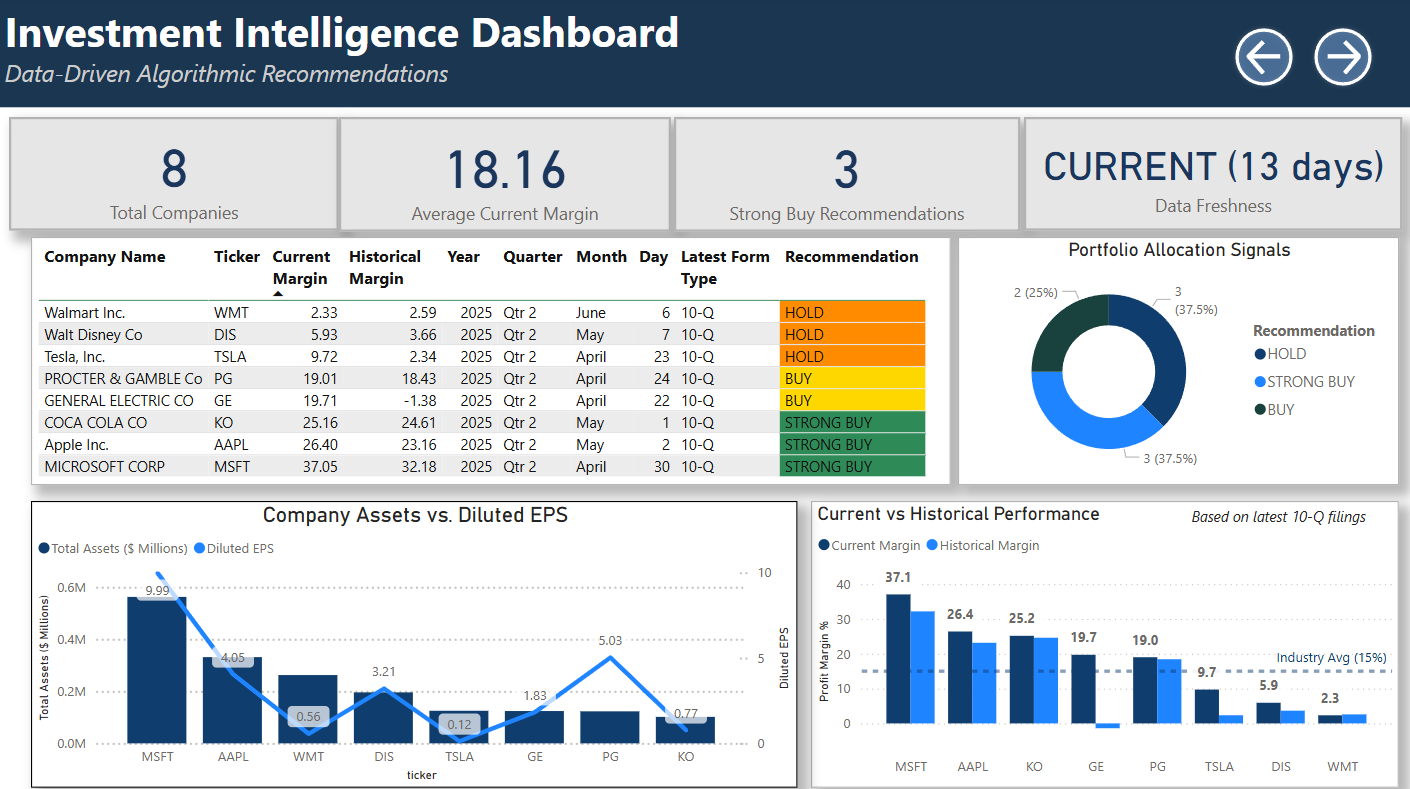 Investment Intelligence Dashboard
Data-Driven Algorithmic Recommendations
8
Total Companies
18.16
Average Current Margin
3
Strong Buy Recommendations
CURRENT (13 days)
Data Freshness
Company Name Ticker Current Margin Historical Margin Year Quarter Month Day Latest Form Type Recommendation
Walmart Inc. WMT 2.33 2.59 2025 Qtr 2 June 6 10-Q HOLD
Walt Disney Co DIS 5.93 3.66 2025 Qtr 2 May 7 10-Q HOLD
Tesla, Inc. TSLA 9.72 2.34 2025 Qtr 2 April 23 10-Q HOLD
PROCTER & GAMBLE Co PG 19.01 18.43 2025 Qtr 2 April 24 10-Q BUY
GENERAL ELECTRIC CO GE 19.71 -1.38 2025 Qtr 2 April 22 10-Q BUY
COCA COLA CO KO 25.16 24.61 2025 Qtr 2 May 1 10-Q STRONG BUY
Apple Inc. AAPL 26.40 23.16 2025 Qtr 2 May 2 10-Q STRONG BUY
MICROSOFT CORP MSFT 37.05 32.18 2025 Qtr 2 April 30 10-Q STRONG BUY
Portfolio Allocation Signals
2 (25%)
3
(37.5%)
3 (37.5%)
Recommendation
HOLD
STRONG BUY
BUY
Company Assets vs. Diluted EPS
Total Assets ($ Millions) Diluted EPS
Total Assets ($ Millions)
0.6M
0.4M
0.2M
0.0M
9.99
4.05
0.56
3.21
0.12
1.83
5.03
0.77
10
5
0
Diluted EPS
MSFT AAPL WMT DIS TSLA GE PG KO
ticker
Current vs Historical Performance
Based on latest 10-Q filings
Current Margin Historical Margin
Profit Margin %
40
30
20
10
0
37.1
26.4
25.2
19.7
19.0
9.7
5.9
2.3
Industry Avg (15%)
MSFT AAPL KO GE PG TSLA DIS WMT